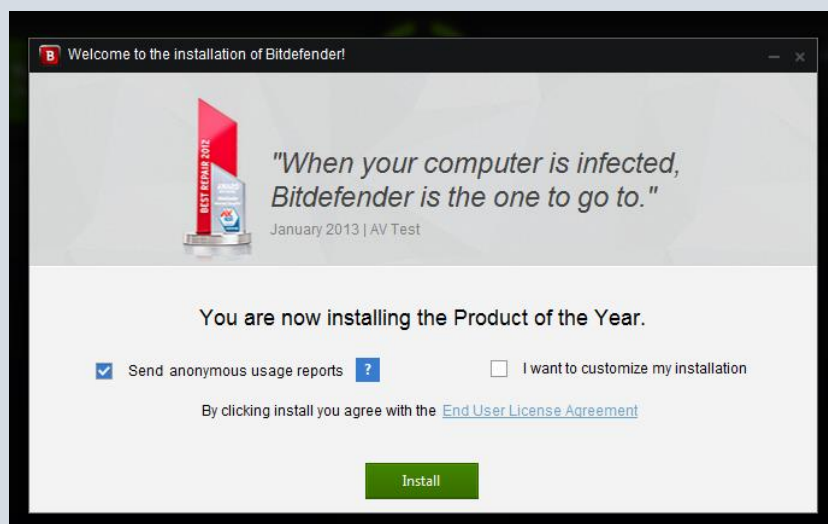 B Welcome to the installation of Bitdefender!
"When your computer is infected,
Bitdefender is the one to go to."
January 2013 | AV Test
BEST REPAIR 2012
AWARD
You are now installing the Product of the Year.
Send anonymous usage reports ? I want to customize my installation
By clicking install you agree with the End User License Agreement
Install